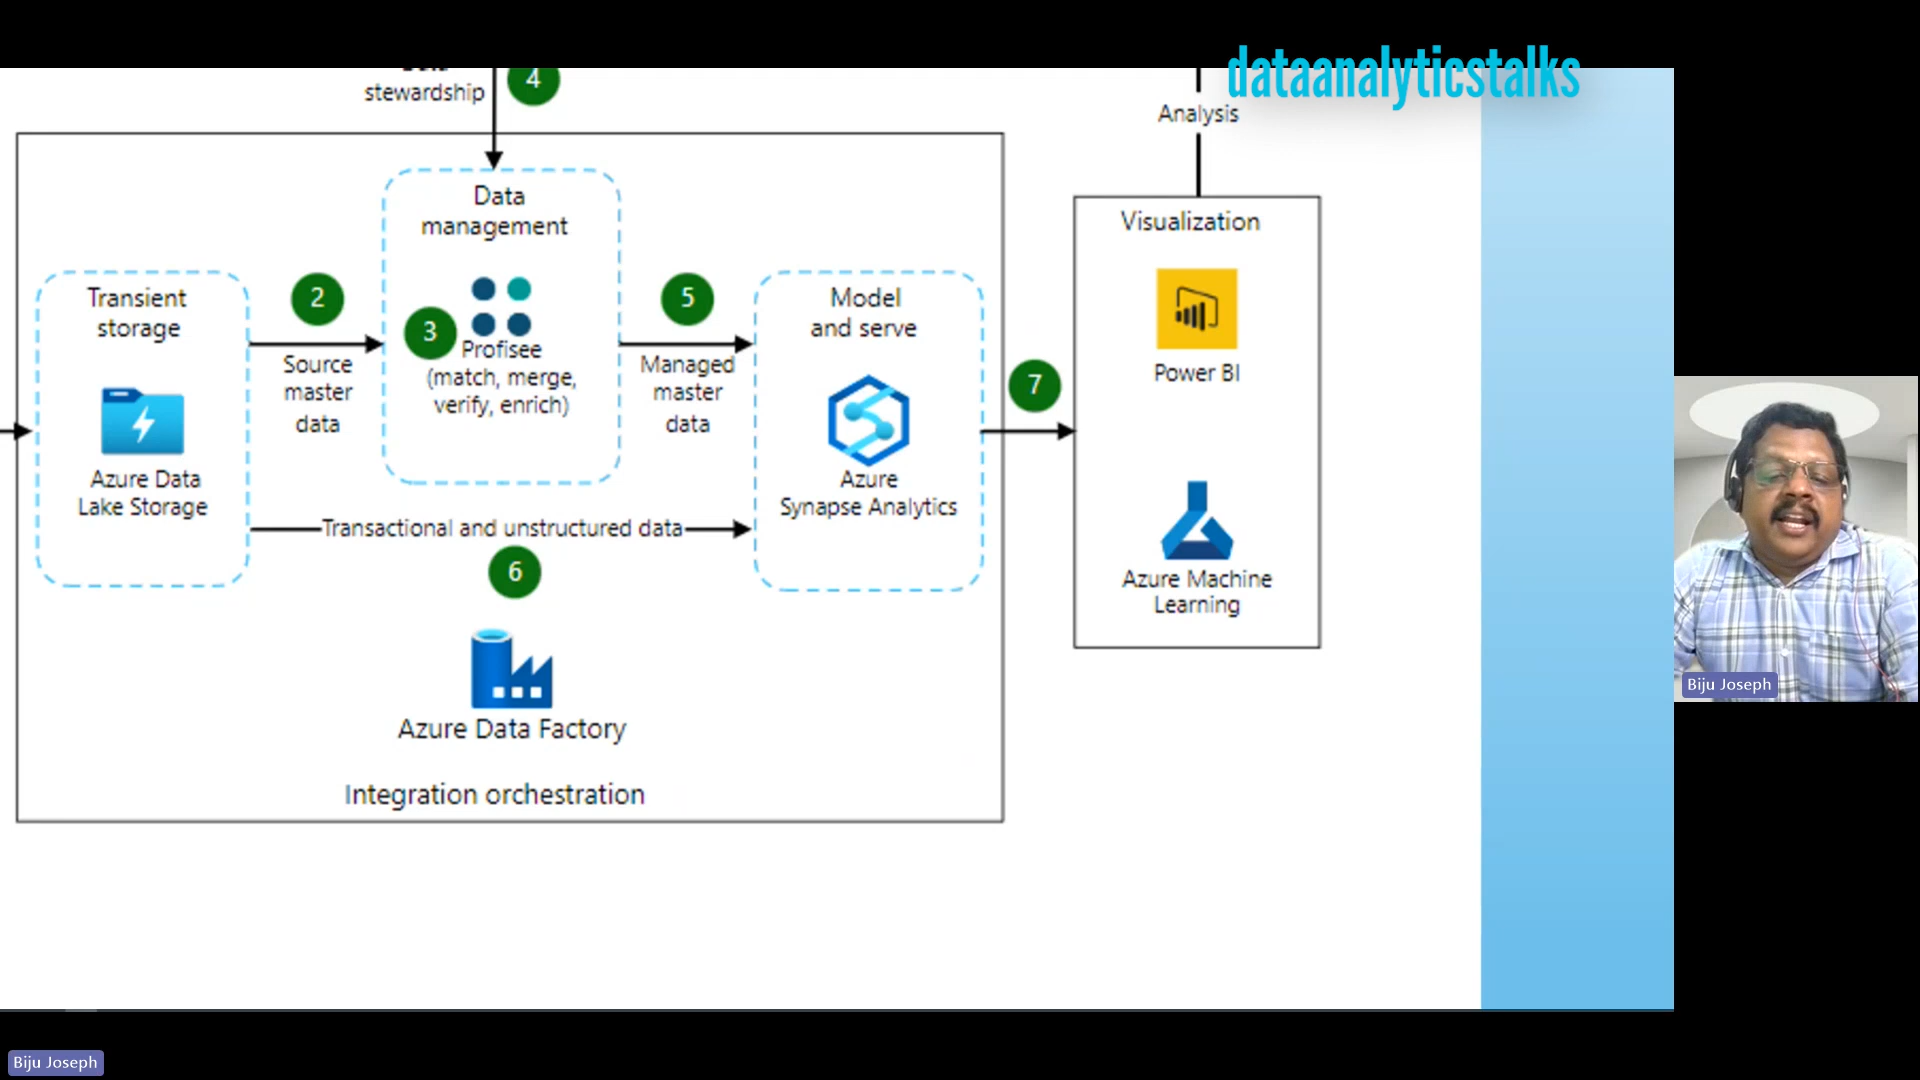 dataanalyticstalks
stewardship
4
Analysis
Data
management
Visualization
Transient
storage
2
3
Profisee
(match, merge,
verify, enrich)
5
Model
and serve
Source
master
data
Managed
master
data
7
Power BI
Azure Data
Lake Storage
Azure
Synapse Analytics
Transactional and unstructured data
6
Azure Machine
Learning
Azure Data Factory
Integration orchestration
Biju Joseph
Biju Joseph